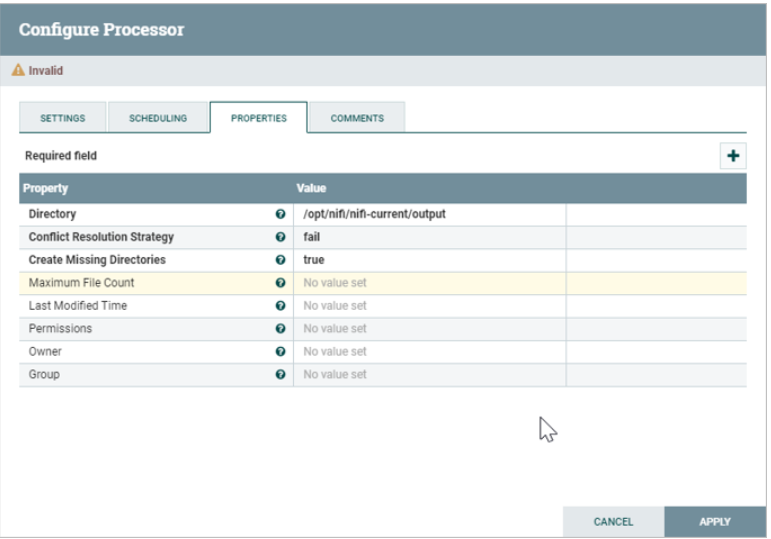 Configure Processor
Invalid
SETTINGS SCHEDULING PROPERTIES COMMENTS
Required field
Property Value
Directory /opt/nifi/nifi-current/output
Conflict Resolution Strategy fail
Create Missing Directories true
Maximum File Count No value set
Last Modified Time No value set
Permissions No value set
Owner No value set
Group No value set
CANCEL APPLY